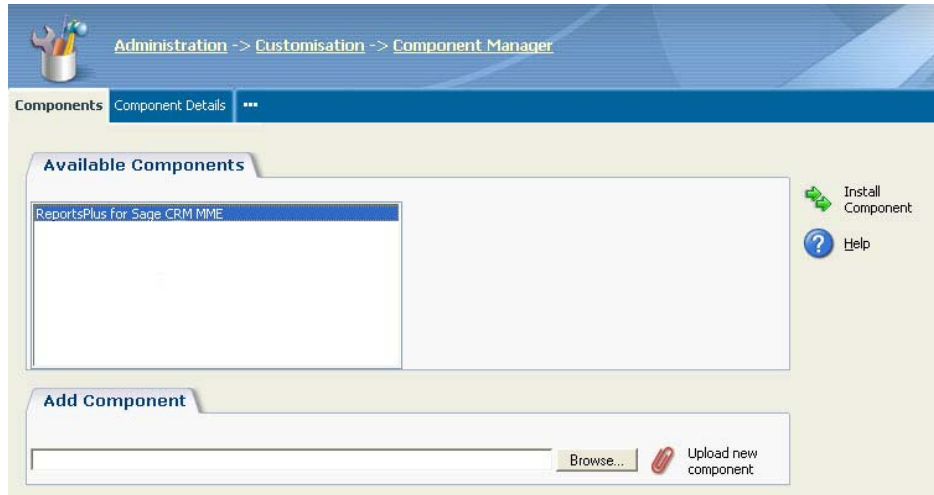 Administration -> Customisation -> Component Manager
Components Component Details ...
Available Components
ReportsPlus for Sage CRM MME
Install
Component
Help
Add Component
Browse...
Upload new
component